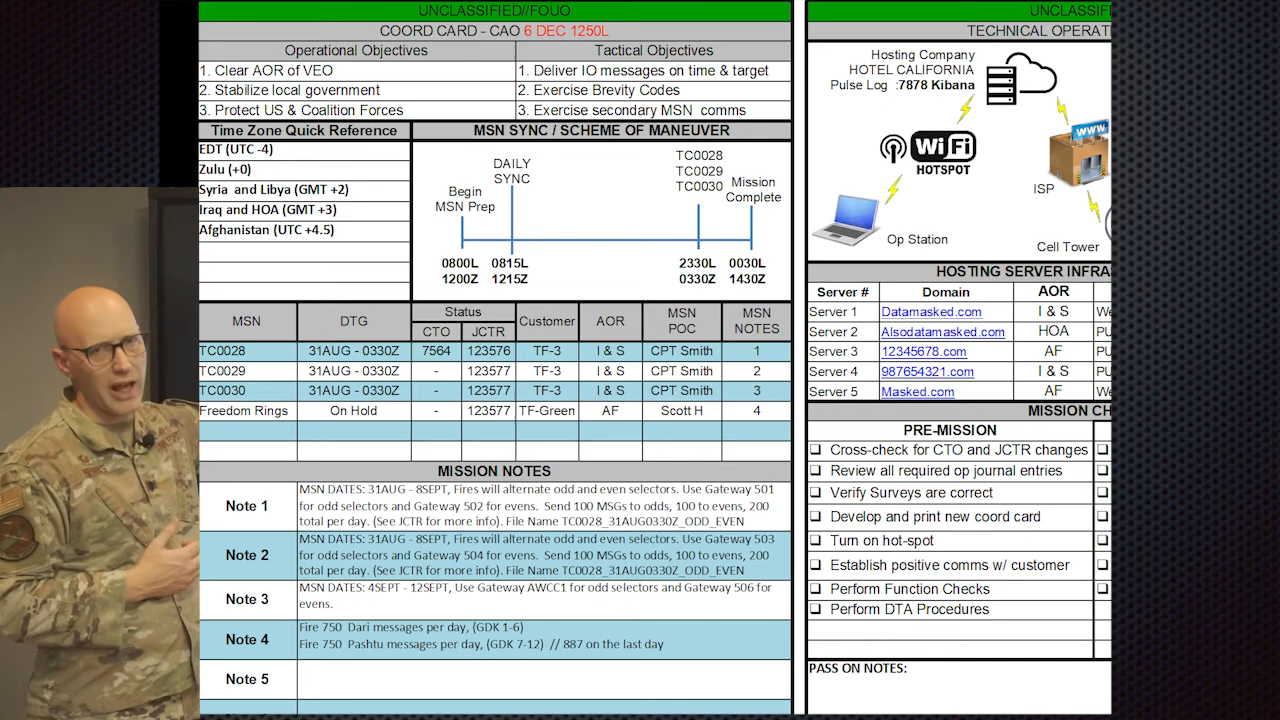 UNCLASSIFIED//FOUO
COORD CARD - CAO 6 DEC 1250L
Operational Objectives
Tactical Objectives
1. Clear AOR of VEO
1. Deliver IO messages on time & target
2. Stabilize local government
2. Exercise Brevity Codes
3. Protect US & Coalition Forces
3. Exercise secondary MSN comms
Time Zone Quick Reference
EDT (UTC -4)
Zulu (+0)
Syria and Libya (GMT +2)
Iraq and HOA (GMT +3)
Afghanistan (UTC +4.5)
MSN SYNC / SCHEME OF MANEUVER
Begin
MSN Prep
DAILY
SYNC
TC0028
TC0029
TC0030
Mission
Complete
0800L 0815L 2330L 0030L
1200Z 1215Z 0330Z 1430Z
MSN DTG Status Customer AOR MSN POC MSN NOTES
CTO JCTR
TC0028 31AUG - 0330Z 7564 123576 TF-3 I & S CPT Smith 1
TC0029 31AUG - 0330Z - 123577 TF-3 I & S CPT Smith 2
TC0030 31AUG - 0330Z - 123577 TF-3 I & S CPT Smith 3
Freedom Rings On Hold - 123577 TF-Green AF Scott H 4
MISSION NOTES
Note 1
MSN DATES: 31AUG - 8SEPT, Fires will alternate odd and even selectors. Use Gateway 501
for odd selectors and Gateway 502 for evens. Send 100 MSGs to odds, 100 to evens, 200
total per day. (See JCTR for more info). File Name TC0028_31AUG0330Z_ODD_EVEN
Note 2
MSN DATES: 31AUG - 8SEPT, Fires will alternate odd and even selectors. Use Gateway 503
for odd selectors and Gateway 504 for evens. Send 100 MSGs to odds, 100 to evens, 200
total per day. (See JCTR for more info). File Name TC0028_31AUG0330Z_ODD_EVEN
Note 3
MSN DATES: 4SEPT - 12SEPT, Use Gateway AWCC1 for odd selectors and Gateway 506 for
evens.
Note 4
Fire 750 Dari messages per day, (GDK 1-6)
Fire 750 Pashtu messages per day, (GDK 7-12) // 887 on the last day
Note 5
UNCLASSIF
TECHNICAL OPERAT
Hosting Company
HOTEL CALIFORNIA
Pulse Log :7878 Kibana
Wi Fi
HOTSPOT
WWW
ISP
Op Station
Cell Tower
HOSTING SERVER INFRA
Server # Domain AOR
Server 1 Datamasked.com I & S We
Server 2 Alsodatamasked.com HOA PU
Server 3 12345678.com AF PU
Server 4 987654321.com I & S PU
Server 5 Masked.com AF We
MISSION CH
PRE-MISSION
Cross-check for CTO and JCTR changes
Review all required op journal entries
Verify Surveys are correct
Develop and print new coord card
Turn on hot-spot
Establish positive comms w/ customer
Perform Function Checks
Perform DTA Procedures
PASS ON NOTES: